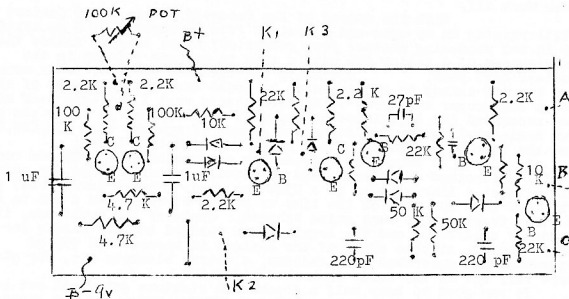 100K POT
B+ K1 K3
2.2K 2.2K 22K 2.2 K 27pF 2.2K A
100 K 100K 10K
C C C B 22K B 10 K B
1 uF E E 1uF E B E E
4.7 K 2.2K 50 K 50K E
4.7K B
220pF 220 pF 22K C
K2
B-9v